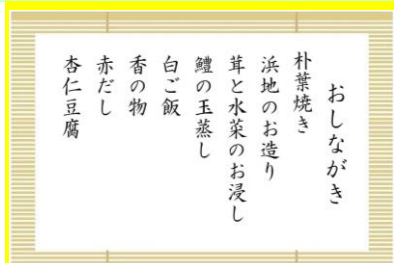 おしながき
朴葉焼き
浜地のお造り
茸と水菜のお浸し
鱧の玉蒸し
白ご飯
香の物
赤だし
杏仁豆腐